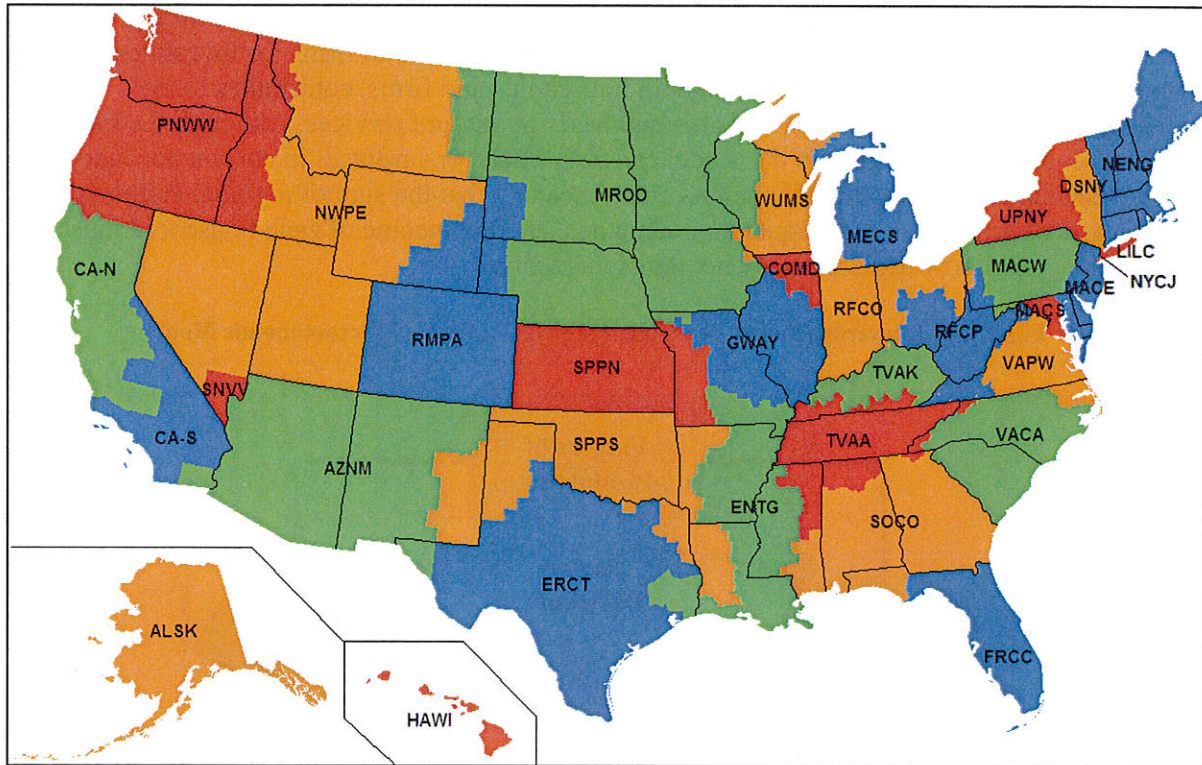 PNWW
NWPE
MROO
WUMS
MECS
NENG
DSNY
UPNY
LILC
NYCJ
MACW
MACE
MACS
COMD
RFCO
RFCP
CA-N
RMPA
SPPN
GWAY
TVAK
VAPW
SNVV
CA-S
AZNM
SPPS
TVAA
VACA
ENTG
SOCO
ERCT
FRCC
ALSK
HAWI